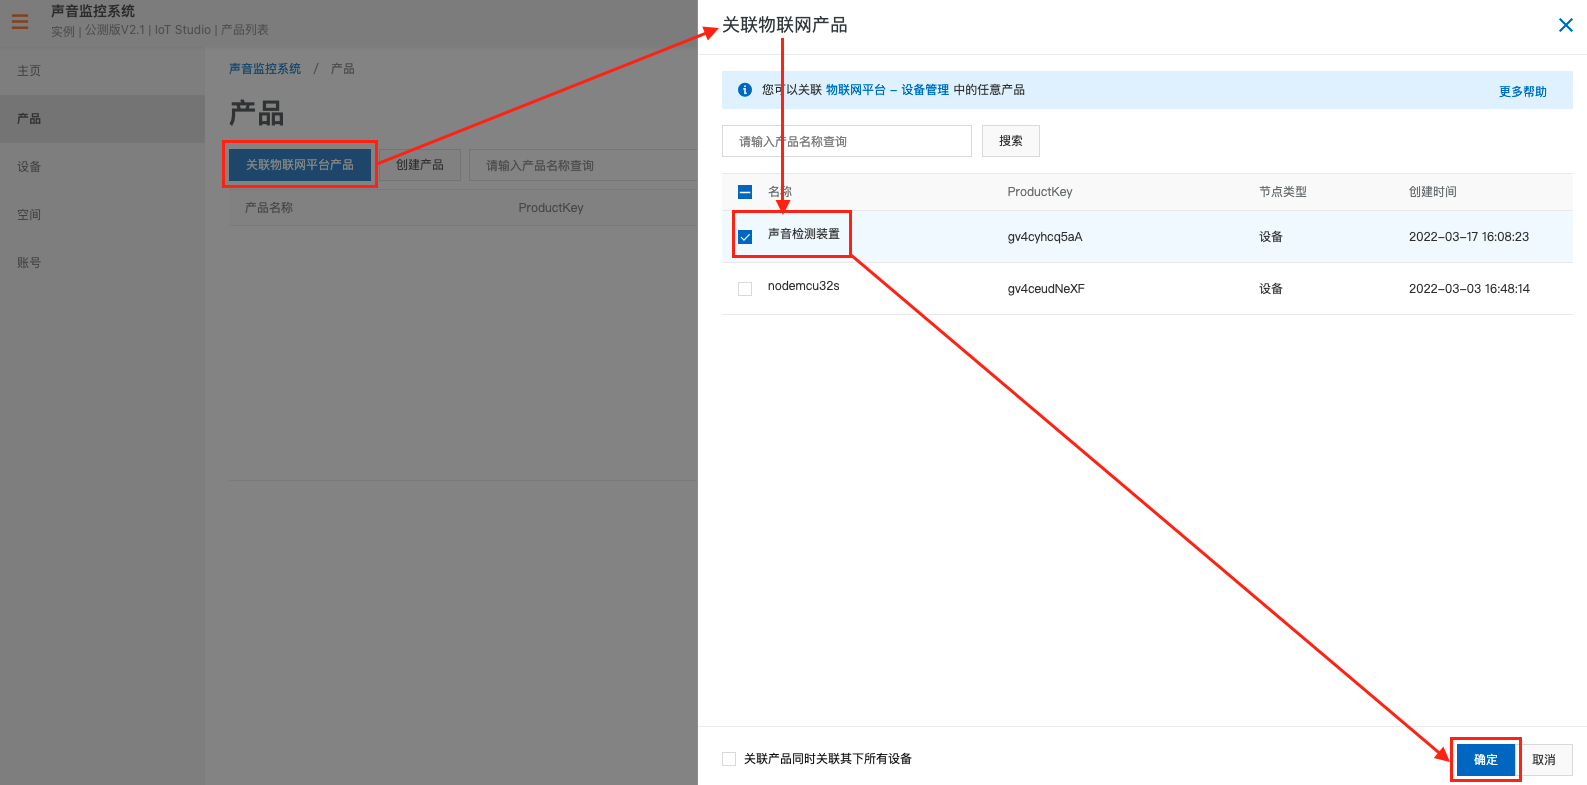 声音监控系统
实例 | 公测版V2.1 | IoT Studio | 产品列表
主页
产品
设备
空间
账号
声音监控系统 / 产品
产品
关联物联网平台产品 创建产品 请输入产品名称查询
产品名称 ProductKey
关联物联网产品
您可以关联 物联网平台 – 设备管理 中的任意产品 更多帮助
请输入产品名称查询 搜索
名称 ProductKey 节点类型 创建时间
声音检测装置 gv4cyhcq5aA 设备 2022-03-17 16:08:23
nodemcu32s gv4ceudNeXF 设备 2022-03-03 16:48:14
关联产品同时关联其下所有设备
确定 取消